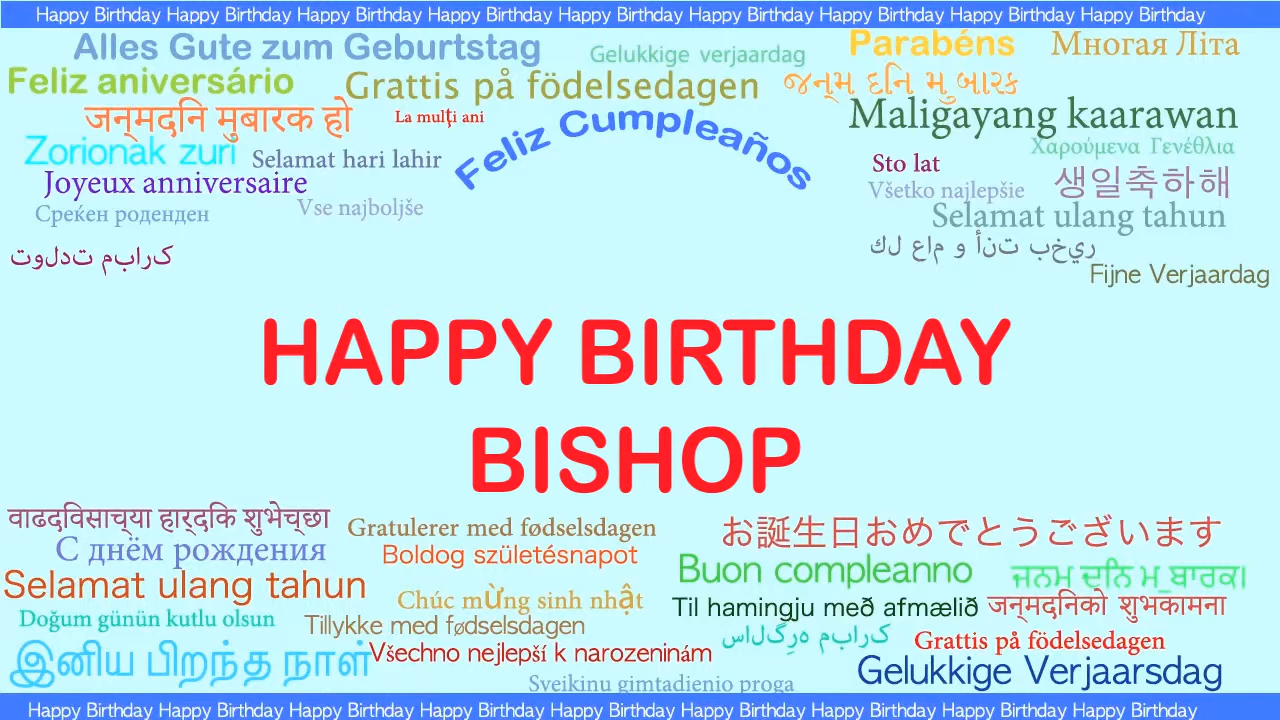 Happy Birthday Happy Birthday Happy Birthday Happy Birthday Happy Birthday Happy Birthday Happy Birthday Happy Birthday Happy Birthday
Alles Gute zum Geburtstag
Gelukkige verjaardag
Parabéns
Многая Літа
Feliz aniversário
Grattis på födelsedagen
જન્મ દિન મુબારક
जन्मदिन मुबारक हो
La mulţi ani
Feliz Cumpleaños
Maligayang kaarawan
Zorionak zuri
Selamat hari lahir
Sto lat
Χαρούμενα Γενέθλια
Joyeux anniversaire
Všetko najlepšie
생일축하해
Среќен роденден
Vse najboljše
Selamat ulang tahun
تولدت مبارک
كل عام و أنت بخير
Fijne Verjaardag
HAPPY BIRTHDAY
BISHOP
वाढदिवसाच्या हार्दिक शुभेच्छा
Gratulerer med fødselsdagen
お誕生日おめでとうございます
С днём рождения
Boldog születésnapot
Buon compleanno
ਜਨਮ ਦਿਨ ਮੁਬਾਰਕ।
Selamat ulang tahun
Chúc mừng sinh nhật
Til hamingju með afmælið
जन्मदिनको शुभकामना
Doğum günün kutlu olsun
Tillykke med fødselsdagen
سالگرہ مبارک
Grattis på födelsedagen
இனிய பிறந்த நாள்
Všechno nejlepší k narozeninám
Gelukkige Verjaarsdag
Sveikinu gimtadienio proga
Happy Birthday Happy Birthday Happy Birthday Happy Birthday Happy Birthday Happy Birthday Happy Birthday Happy Birthday Happy Birthday